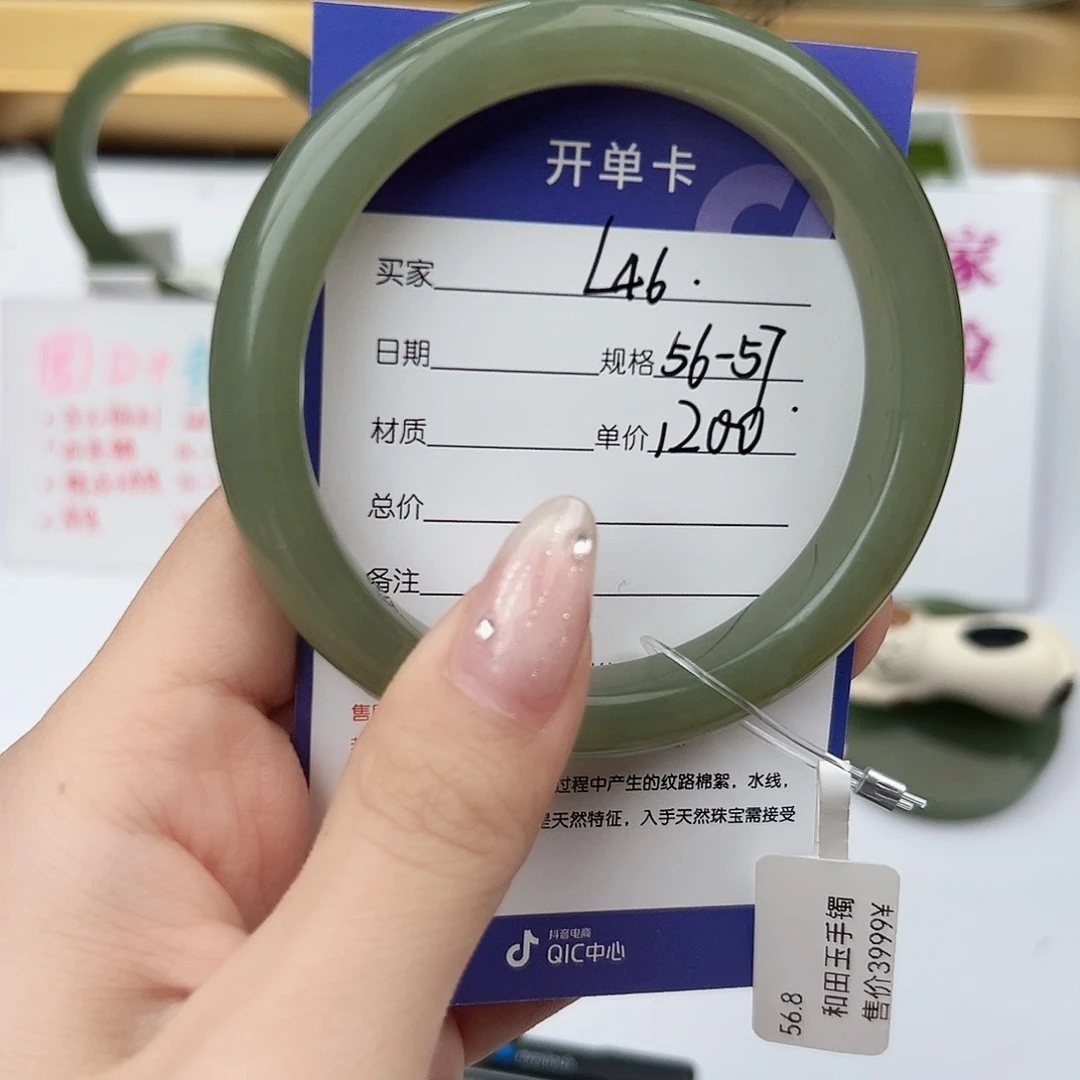 开单卡
买家 L46.
日期 规格 56-57
材质 单价 1200.
总价
备注
售
过程中产生的纹路棉絮，水线，
是天然特征，入手天然珠宝需接受
抖音电商
QIC中心
56.8
和田玉手镯
售价3999¥
家